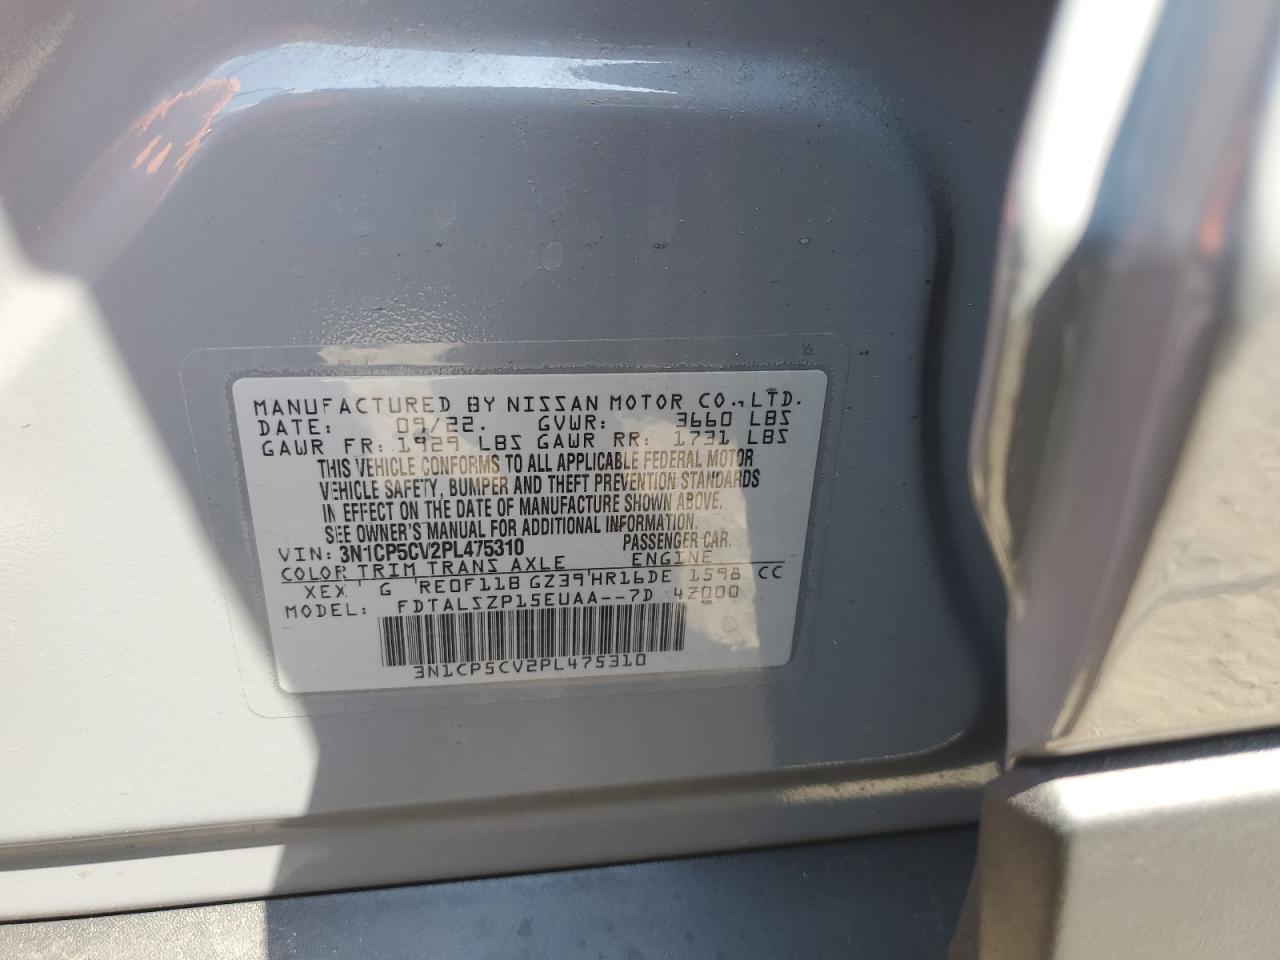 MANUFACTURED BY NISSAN MOTOR CO., LTD.
DATE: 09/22. GVWR: 3660 LBS
GAWR FR: 1929 LBS GAWR RR: 1731 LBS
THIS VEHICLE CONFORMS TO ALL APPLICABLE FEDERAL MOTOR
VEHICLE SAFETY, BUMPER AND THEFT PREVENTION STANDARDS
IN EFFECT ON THE DATE OF MANUFACTURE SHOWN ABOVE.
SEE OWNER'S MANUAL FOR ADDITIONAL INFORMATION.
VIN: 3N1CP5CV2PL475310 PASSENGER CAR.
COLOR TRIM TRANS AXLE ENGINE
XEX G RE0F11B GZ39 HR16DE 1598 CC
MODEL: FDTALSZP15EUAA--7D 4Z000
3N1CP5CV2PL475310